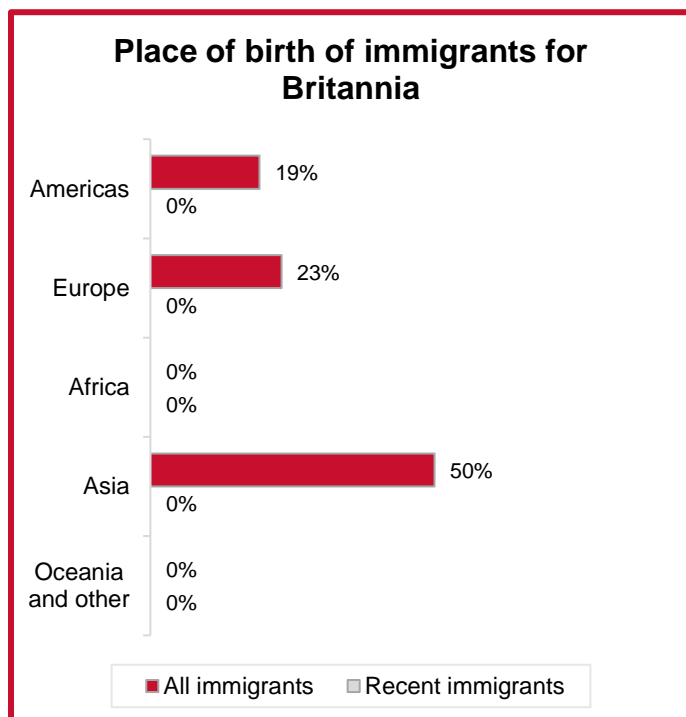 Place of birth of immigrants for
Britannia
Americas
19%
0%
Europe
23%
0%
Africa
0%
0%
Asia
50%
0%
Oceania
and other
0%
0%
All immigrants
Recent immigrants